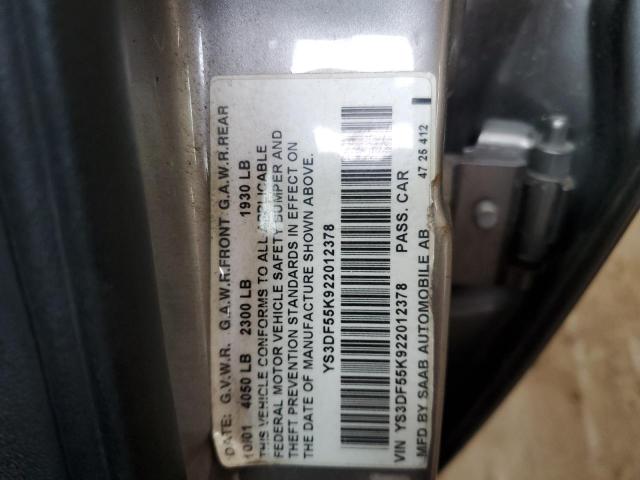 DATE: G.V.W.R. G.A.W.R.FRONT G.A.W.R.REAR
10/01 4050 LB 2300 LB 1930 LB
THIS VEHICLE CONFORMS TO ALL APPLICABLE
FEDERAL MOTOR VEHICLE SAFETY BUMPER AND
THEFT PREVENTION STANDARDS IN EFFECT ON
THE DATE OF MANUFACTURE SHOWN ABOVE.
YS3DF55K922012378
VIN YS3DF55K922012378 PASS. CAR
MFD BY SAAB AUTOMOBILE AB 47 26 412